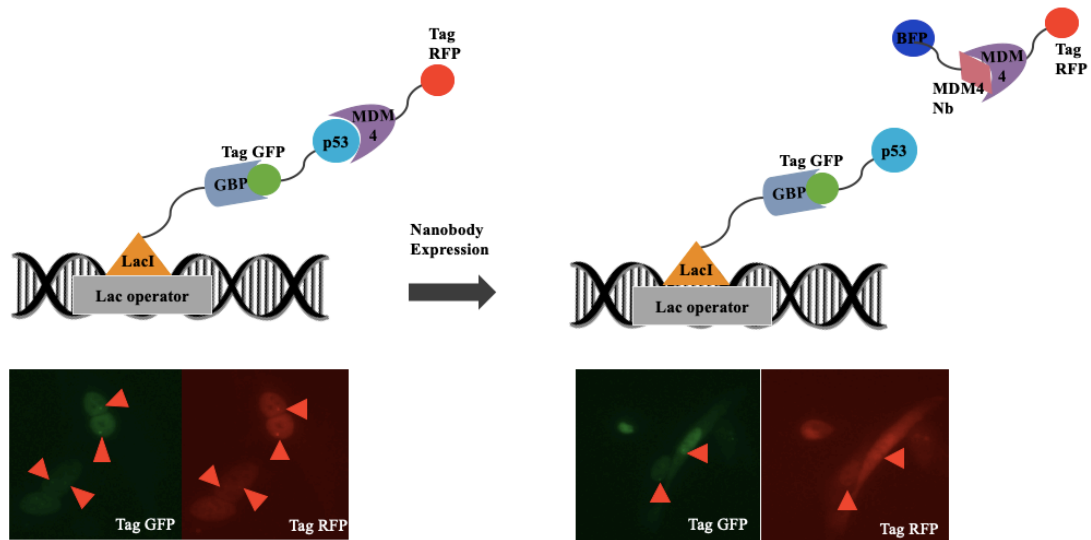 Tag
RFP
MDM
4
p53
Tag GFP
GBP
LacI
Lac operator
Nanobody
Expression
BFP
MDM
4
Tag
RFP
MDM4
Nb
p53
Tag GFP
GBP
LacI
Lac operator
Tag GFP
Tag RFP
Tag GFP
Tag RFP